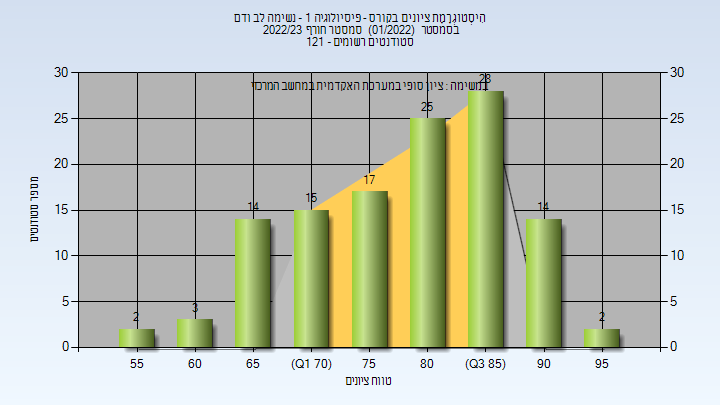 היסטוגרמת ציונים בקורס - פיסיולוגיה 1 - נשימה לב ודם
בסמסטר (01/2022) סמסטר חורף 2022/23
סטודנטים רשומים - 121
במשימה : ציון סופי במערכת האקדמית במחשב המרכזי
30 30
25 25
20 20
15 15
10 10
5 5
0 0
מספר סטודנטים
2 3 14 15 17 25 28 14 2
55 60 65 (Q1 70) 75 80 (Q3 85) 90 95
טווח ציונים